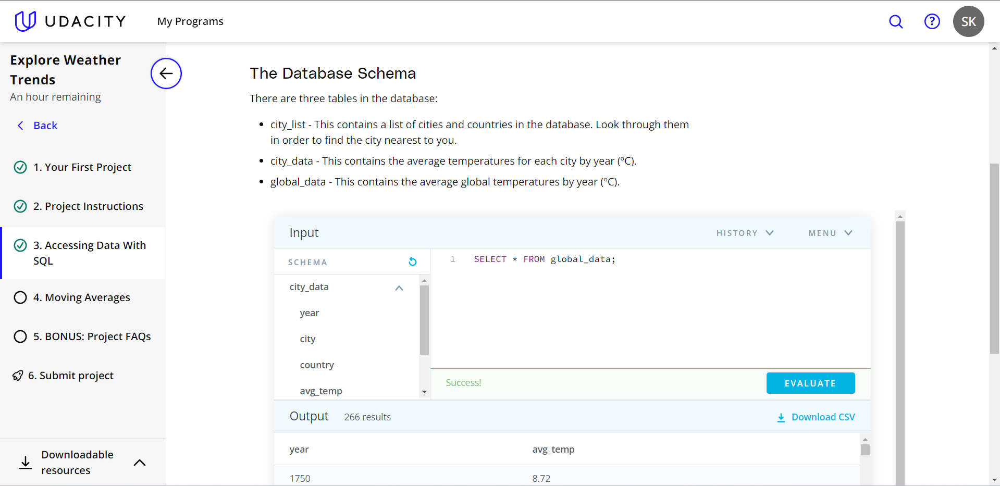 UDACITY
My Programs
?
SK
Explore Weather
Trends
An hour remaining
Back
1. Your First Project
2. Project Instructions
3. Accessing Data With
SQL
4. Moving Averages
5. BONUS: Project FAQs
6. Submit project
Downloadable
resources
The Database Schema
There are three tables in the database:
• city_list - This contains a list of cities and countries in the database. Look through them
in order to find the city nearest to you.
• city_data - This contains the average temperatures for each city by year (ºC).
• global_data - This contains the average global temperatures by year (ºC).
Input
HISTORY
MENU
SCHEMA
city_data
year
city
country
avg_temp
1 SELECT * FROM global_data;
Success!
EVALUATE
Output 266 results
Download CSV
year avg_temp
1750 8.72